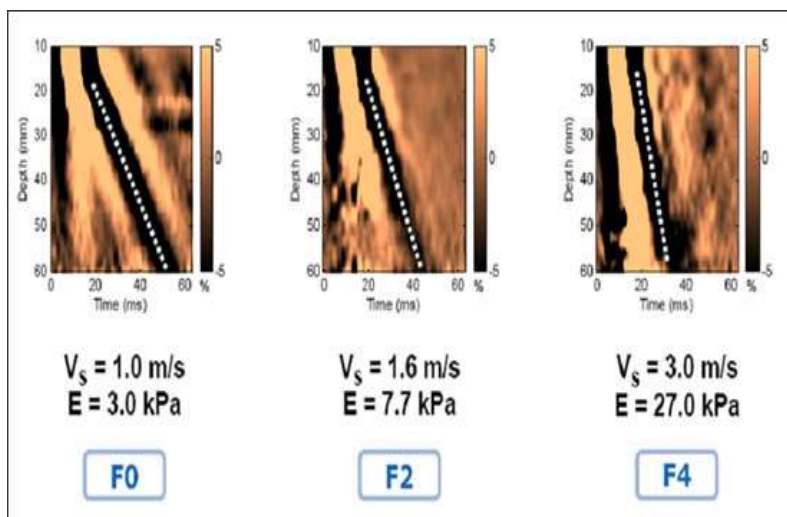 10 20 30 40 50 60
Depth (mm)
0 20 40 60
Time (ms)
5 0 -5
%
10 20 30 40 50 60
Depth (mm)
0 20 40 60
Time (ms)
5 0 -5
%
10 20 30 40 50 60
Depth (mm)
0 20 40 60
Time (ms)
5 0 -5
%
Vs = 1.0 m/s
E = 3.0 kPa
F0
Vs = 1.6 m/s
E = 7.7 kPa
F2
Vs = 3.0 m/s
E = 27.0 kPa
F4